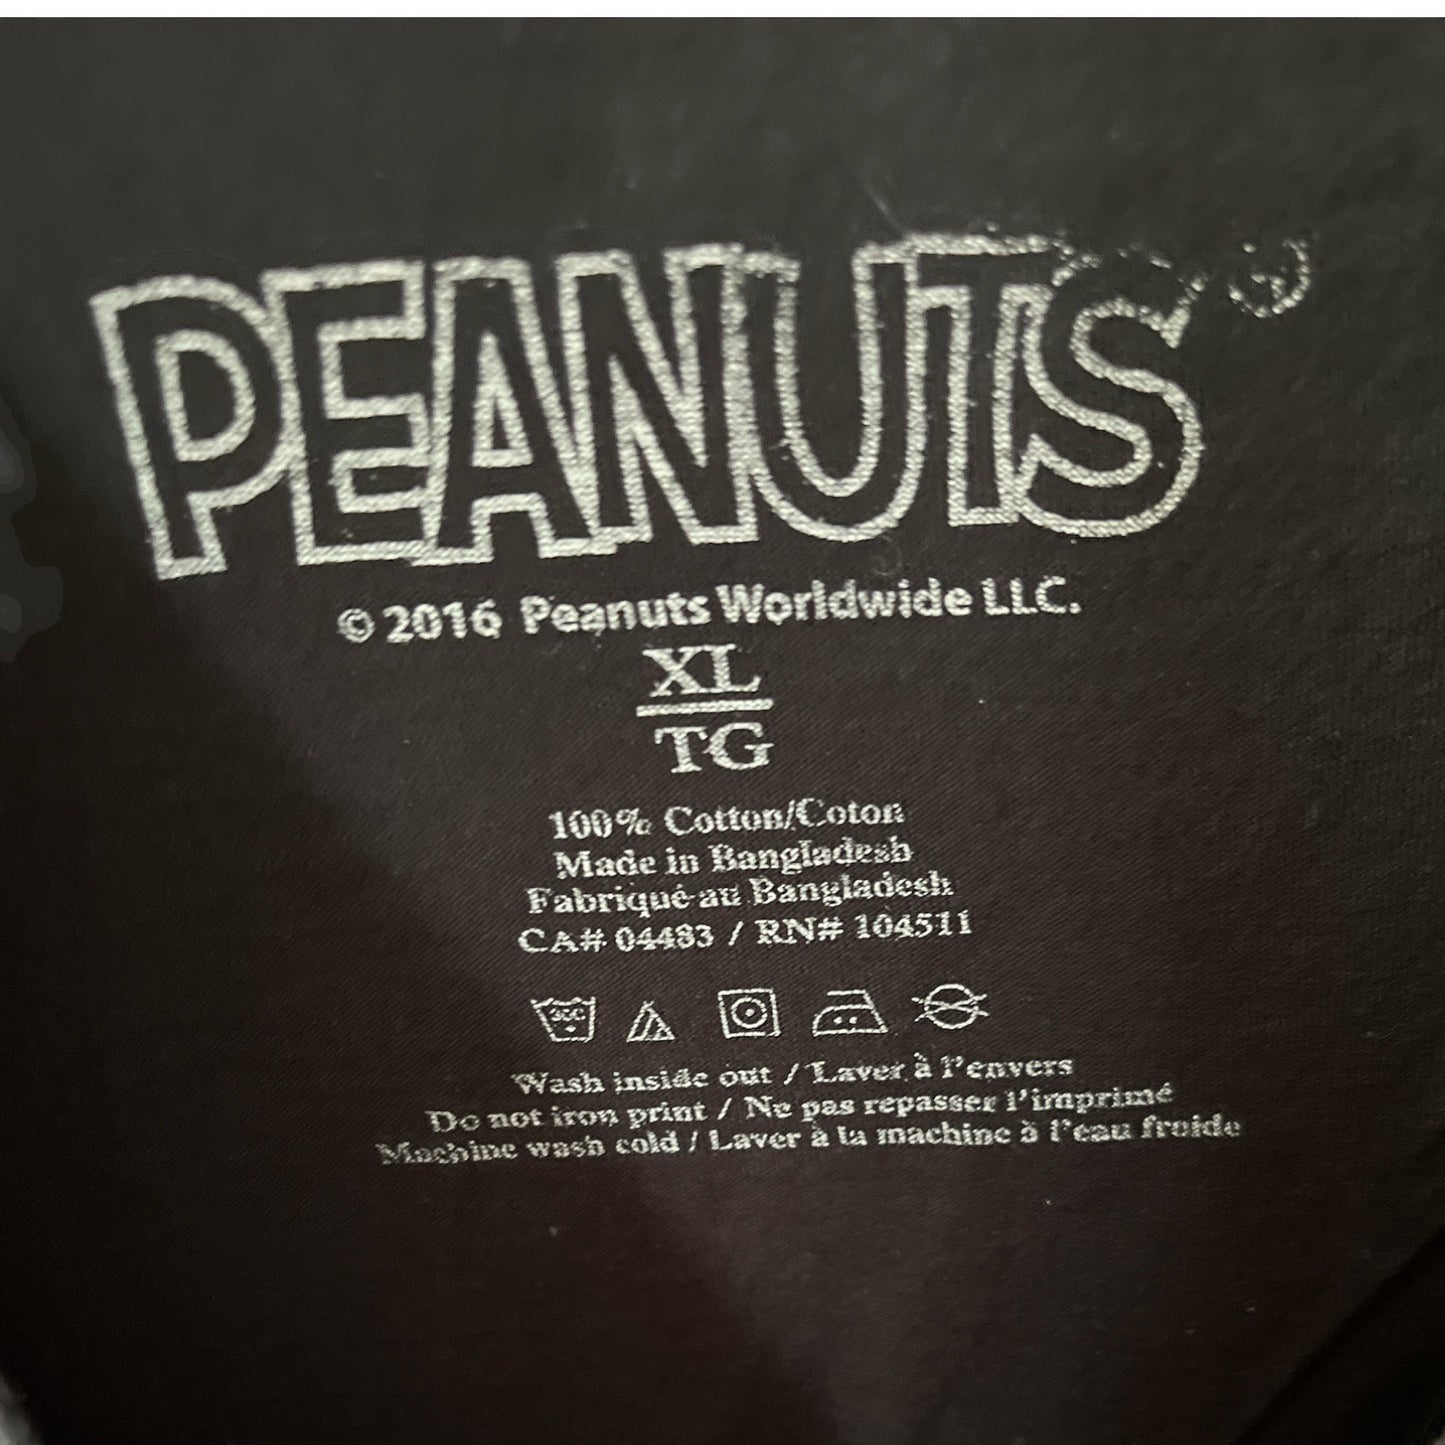 PEANUTS
© 2016 Peanuts Worldwide LLC.
XL
TG
100% Cotton/Coton
Made in Bangladesh
Fabriqué au Bangladesh
CA# 04483 / RN# 104511
30C
Wash inside out / Laver à l'envers
Do not iron print / Ne pas repasser l'imprimé
Machine wash cold / Laver à la machine à l'eau froide